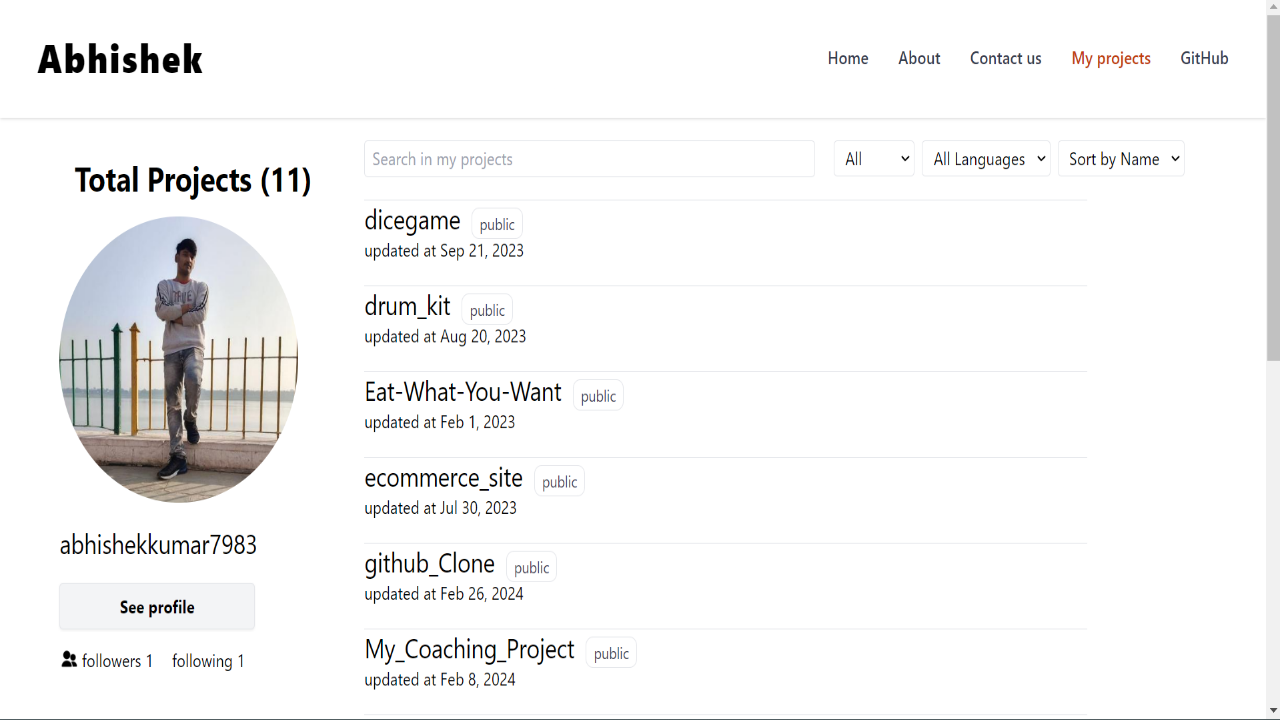 Abhishek
Home About Contact us My projects GitHub
Total Projects (11)
TRUE
abhishekkumar7983
See profile
followers 1 following 1
Search in my projects
All All Languages Sort by Name
dicegame public
updated at Sep 21, 2023
drum_kit public
updated at Aug 20, 2023
Eat-What-You-Want public
updated at Feb 1, 2023
ecommerce_site public
updated at Jul 30, 2023
github_Clone public
updated at Feb 26, 2024
My_Coaching_Project public
updated at Feb 8, 2024